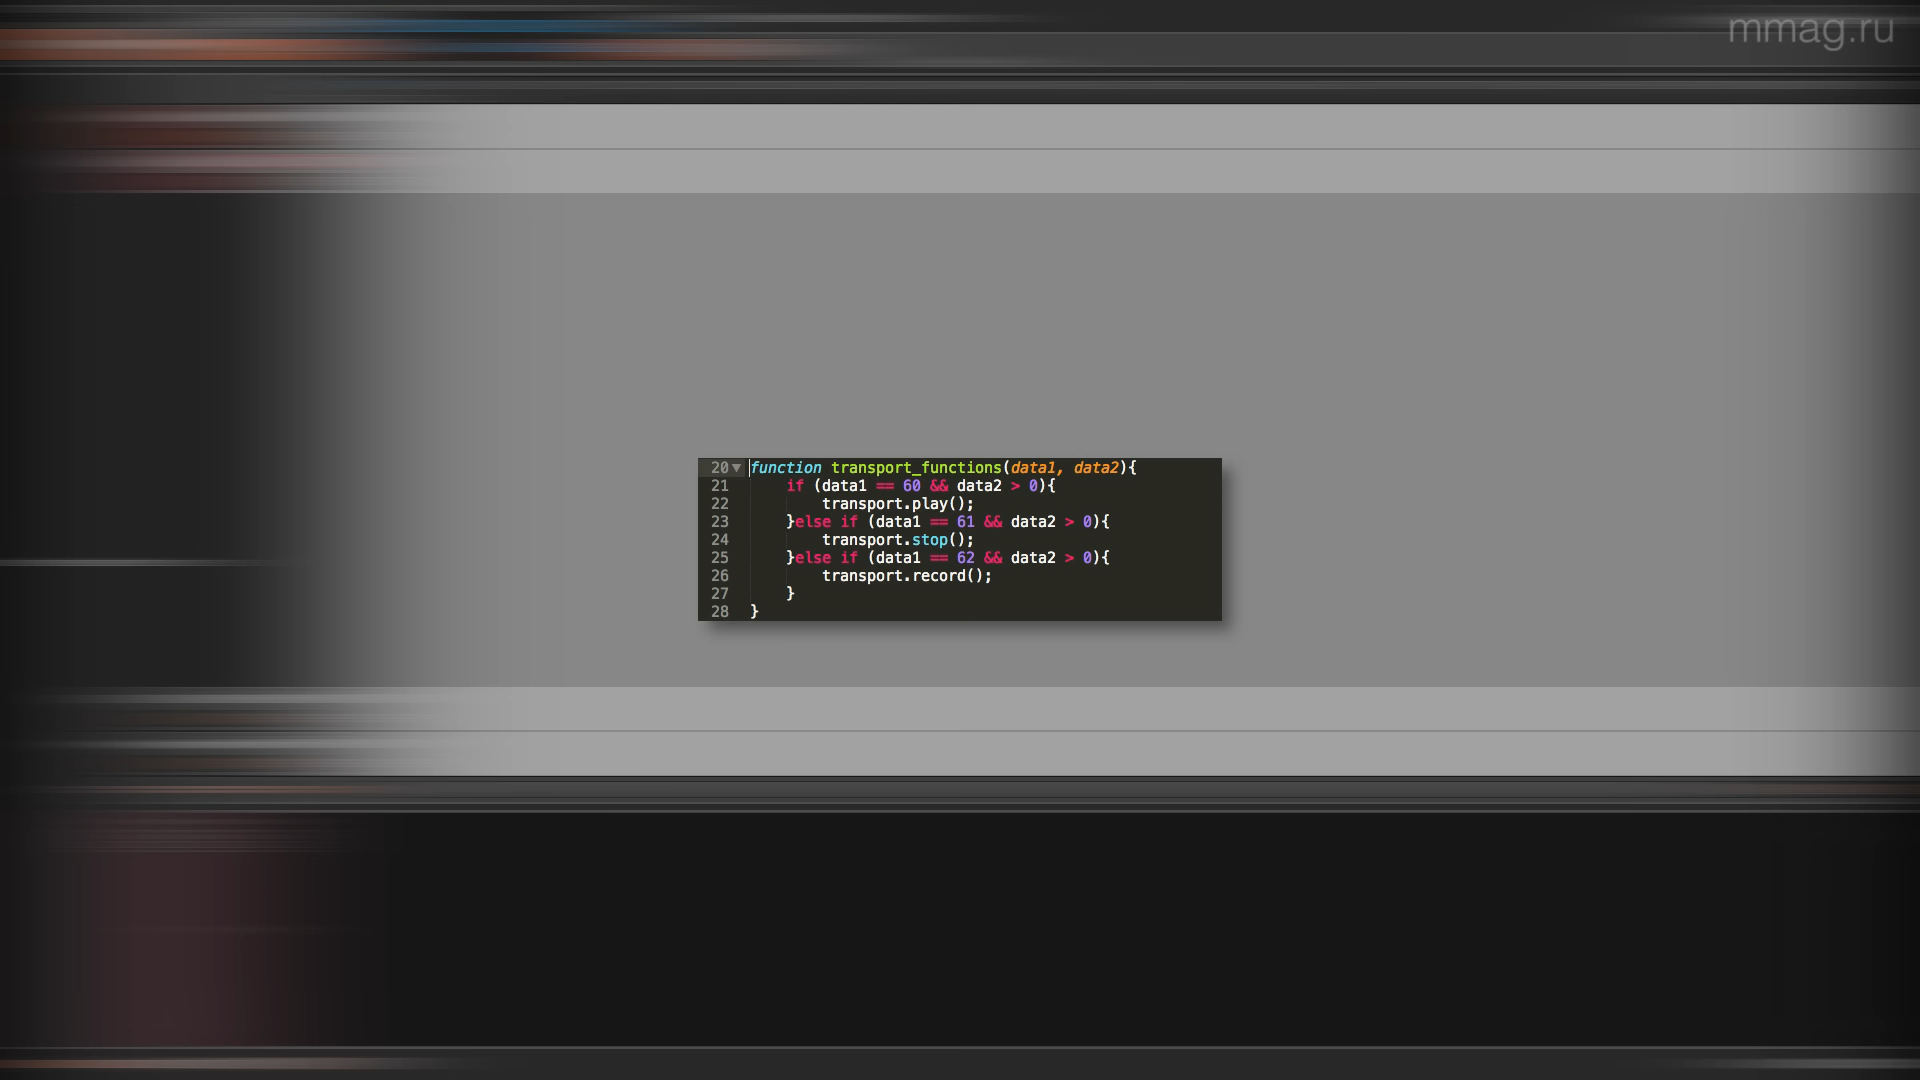 mmag.ru
20 function transport_functions(data1, data2){
21 if (data1 == 60 && data2 > 0){
22 transport.play();
23 }else if (data1 == 61 && data2 > 0){
24 transport.stop();
25 }else if (data1 == 62 && data2 > 0){
26 transport.record();
27 }
28 }